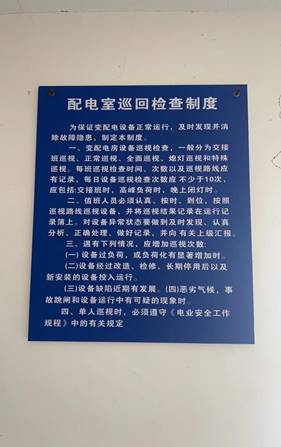 配电室巡回检查制度
为保证变配电设备正常运行，及时发现并消
除故障隐患，制定本制度。
一、变配电房设备巡视检查，一般分为交接
班巡视、正常巡视、全面巡视、熄灯巡视和特殊
巡视。每班巡视检查时间、次数以及巡视路线应
有记录，每日设备巡视检查次数应 不少于10次，
应包括:交接班时，高峰负荷时，晚上闭灯时。
二、值班人员必须认真、按时、到位，按照
巡视路线巡视设备，并将巡视结果记录在运行记
录簿上。对设备异常状态要做到及时发现、认真
分析、正确处理、做好记录，并向 有关上级汇报。
三、遇有下列情况，应增加巡视次数:
(一) 设备过负荷，或负荷化有显著增加时。
(二)设备经过改造、检修、长期停用以及
新安装的设备投入运行。
(三)设备缺陷近期有发展。(四)恶劣气候，事
故跳闸和设备运行中有可疑的现象时。
四、单人巡视时，必须遵守《电业安全工作
规程》中的有关规定